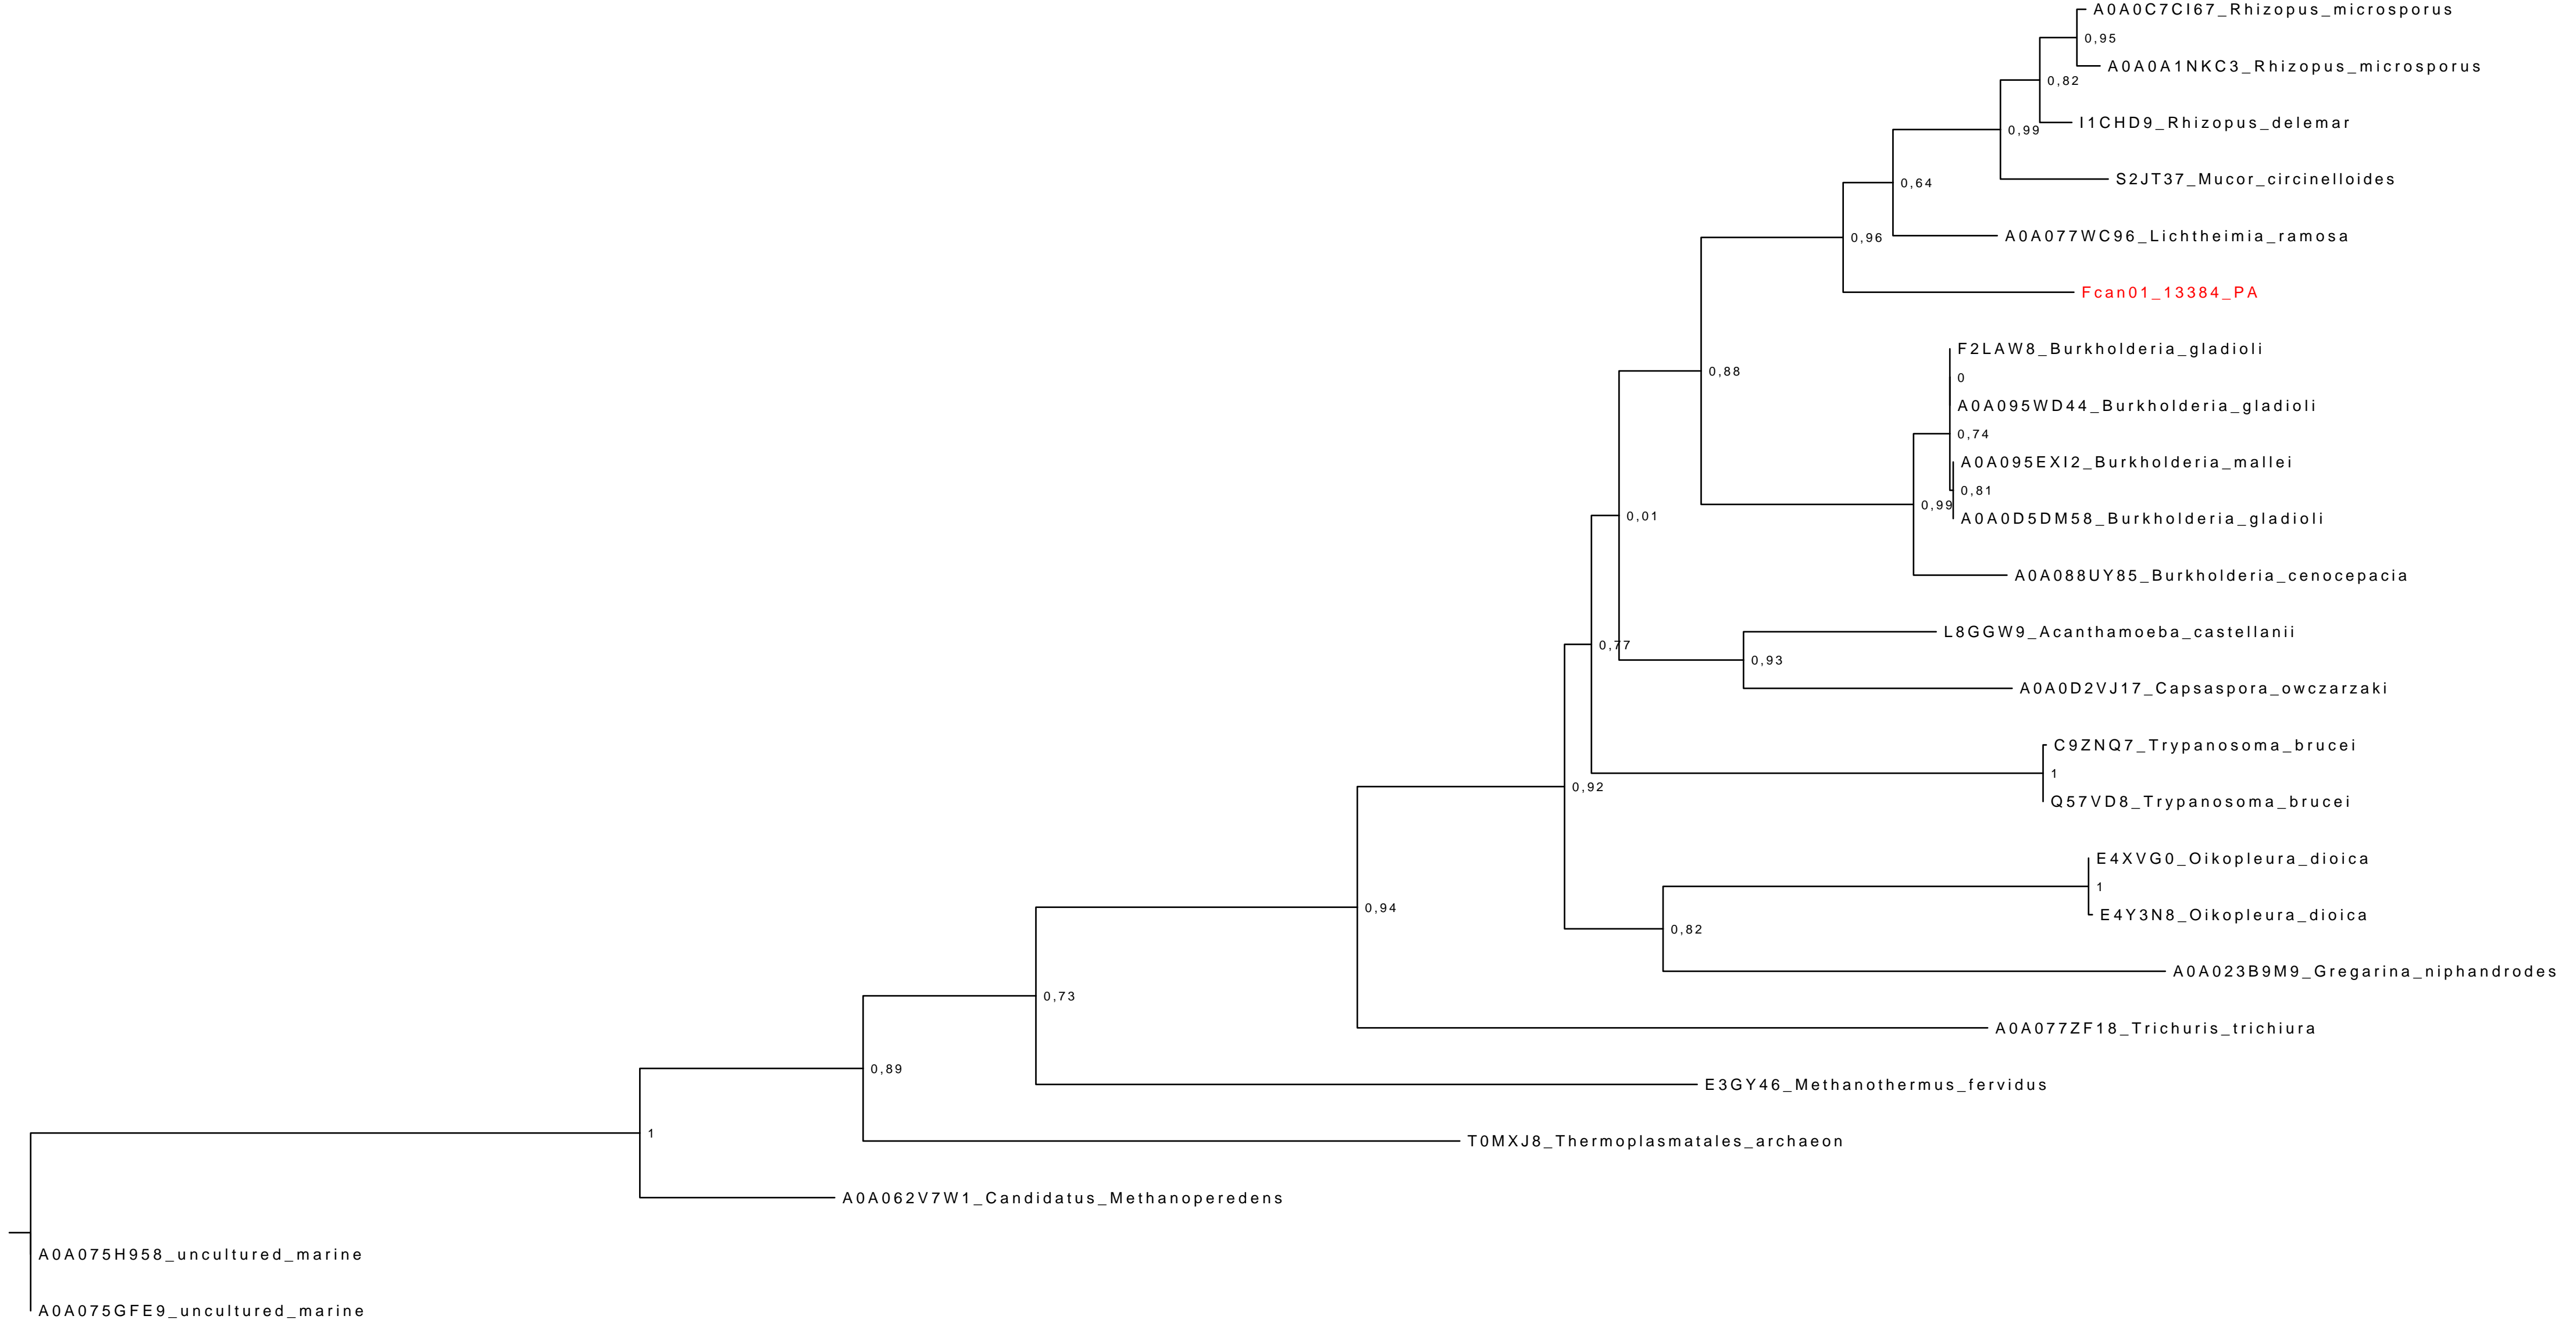 A0A0C7CI67_Rhizopus_microsporus
0,95
A0A0A1NKC3_Rhizopus_microsporus
0,82
I1CHD9_Rhizopus_delemar
0,99
S2JT37_Mucor_circinelloides
0,64
A0A077WC96_Lichtheimia_ramosa
0,96
Fcan01_13384_PA
F2LAW8_Burkholderia_gladioli
0,88
0
A0A095WD44_Burkholderia_gladioli
0,74
A0A095EXI2_Burkholderia_mallei
0,81
0,99
0,01
A0A0D5DM58_Burkholderia_gladioli
A0A088UY85_Burkholderia_cenocepacia
L8GGW9_Acanthamoeba_castellanii
0,77
0,93
A0A0D2VJ17_Capsaspora_owczarzaki
C9ZNQ7_Trypanosoma_brucei
1
0,92
Q57VD8_Trypanosoma_brucei
E4XVG0_Oikopleura_dioica
1
0,94
E4Y3N8_Oikopleura_dioica
0,82
A0A023B9M9_Gregarina_niphandrodes
0,73
A0A077ZF18_Trichuris_trichiura
0,89
E3GY46_Methanothermus_fervidus
1
T0MXJ8_Thermoplasmatales_archaeon
A0A062V7W1_Candidatus_Methanoperedens
A0A075H958_uncultured_marine
A0A075GFE9_uncultured_marine